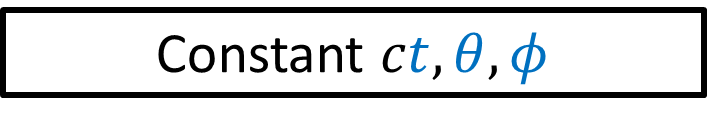 Constant 𝑐𝑡, 𝜃, 𝜙